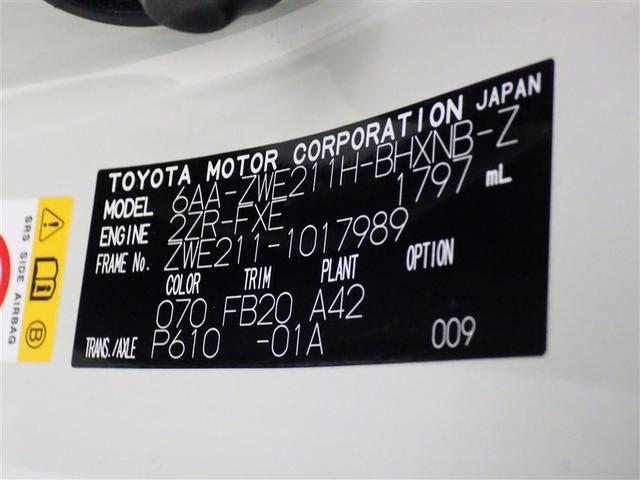 TOYOTA MOTOR CORPORATION JAPAN
MODEL 6AA-ZWE211H-BHXNB-Z
ENGINE 2ZR-FXE 1797 mL
FRAME No. ZWE211-1017989
COLOR TRIM PLANT OPTION
070 FB20 A42
TRANS./AXLE P610 -01A 009
SRS SIDE AIRBAG
B